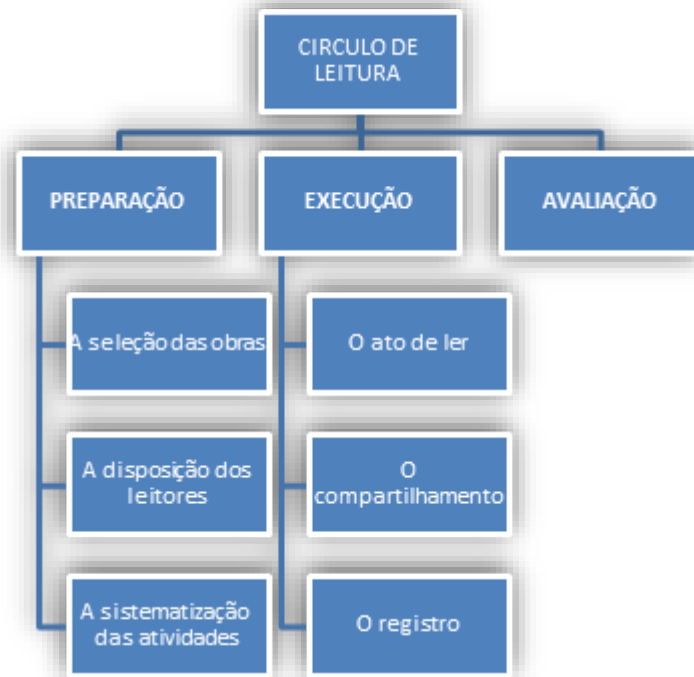 CIRCULO DE
LEITURA
PREPARAÇÃO
EXECUÇÃO
AVALIAÇÃO
A seleção das obras
O ato de ler
A disposição dos
leitores
O
compartilhamento
A sistematização
das atividades
O registro